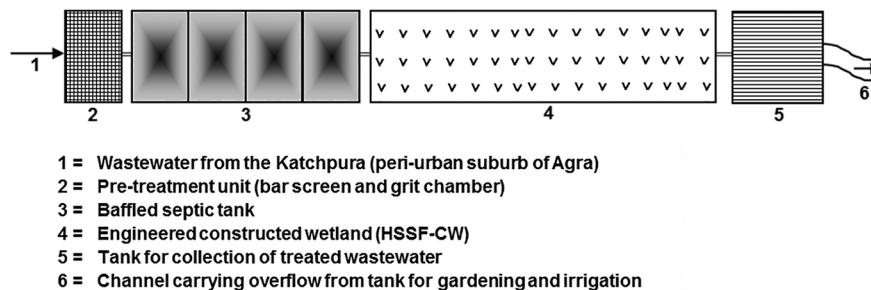 1
2
3
4
5
6
1 = Wastewater from the Katchpura (peri-urban suburb of Agra)
2 = Pre-treatment unit (bar screen and grit chamber)
3 = Baffled septic tank
4 = Engineered constructed wetland (HSSF-CW)
5 = Tank for collection of treated wastewater
6 = Channel carrying overflow from tank for gardening and irrigation